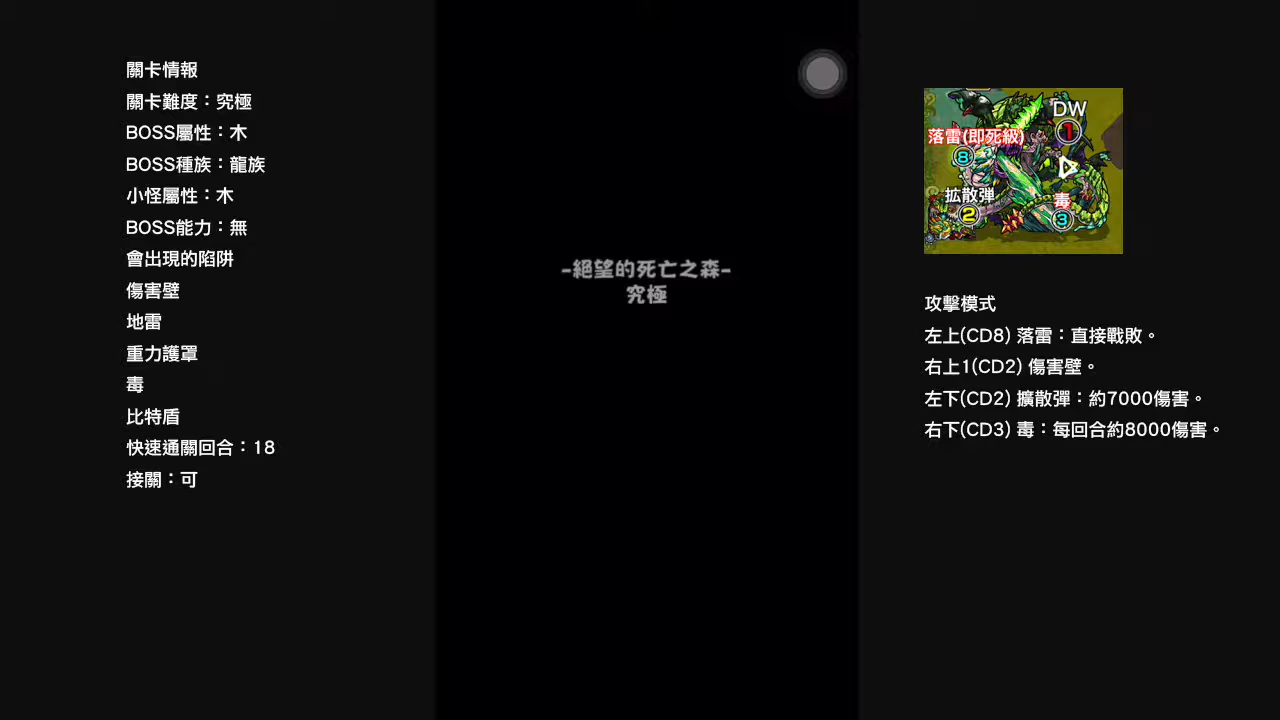 關卡情報
關卡難度：究極
BOSS屬性：木
BOSS種族：龍族
小怪屬性：木
BOSS能力：無
會出現的陷阱
傷害壁
地雷
重力護罩
毒
比特盾
快速通關回合：18
接關：可
-絕望的死亡之森-
究極
DW
1
落雷(即死級)
8
拡散弾
2
毒
3
攻擊模式
左上(CD8) 落雷：直接戰敗。
右上1(CD2) 傷害壁。
左下(CD2) 擴散彈：約7000傷害。
右下(CD3) 毒：每回合約8000傷害。